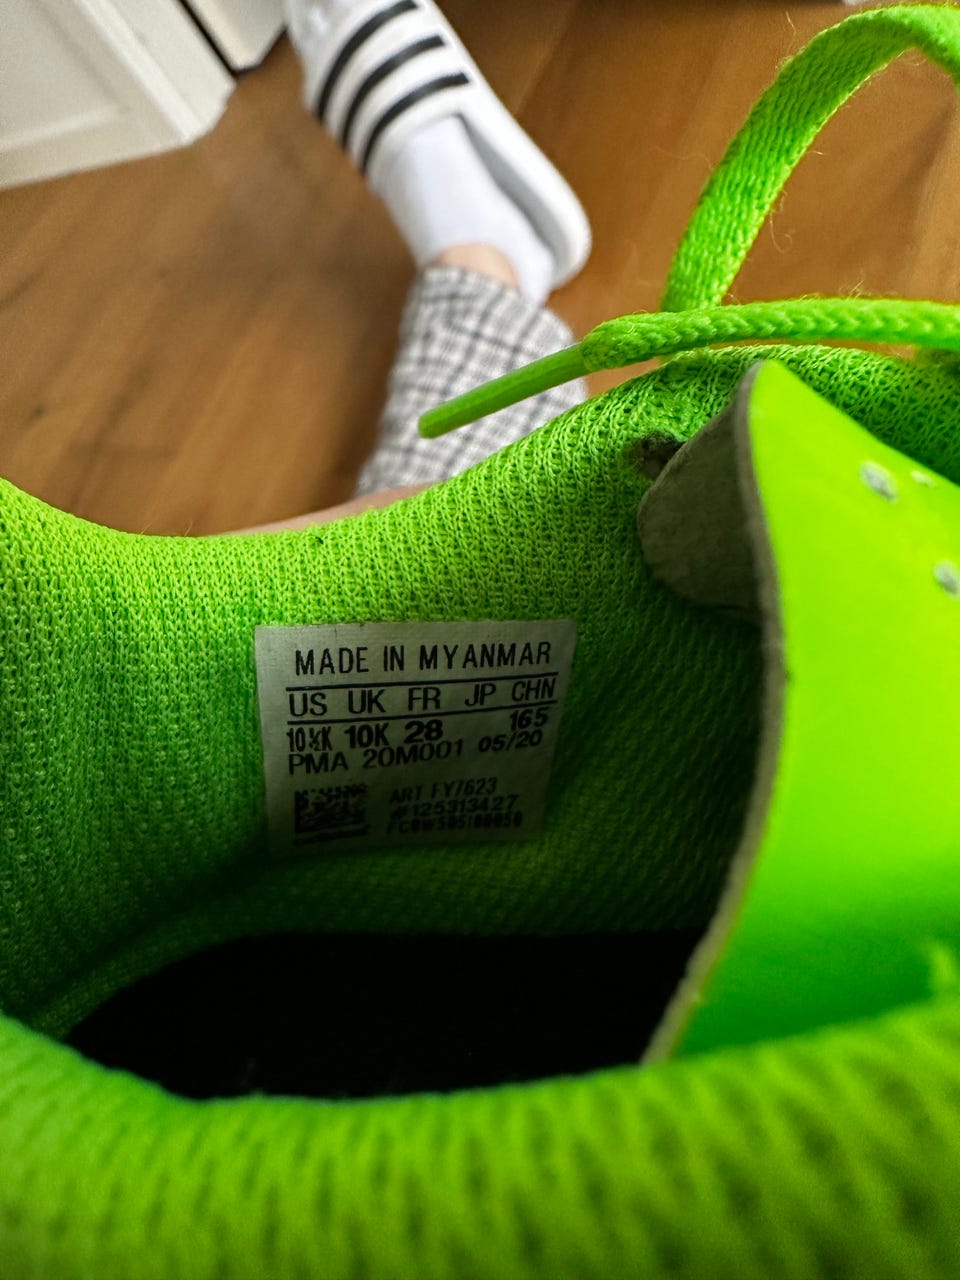 MADE IN MYANMAR
US UK FR JP CHN
10½K 10K 28 165
PMA 20M001 05/20
ART FY7623
#125313427